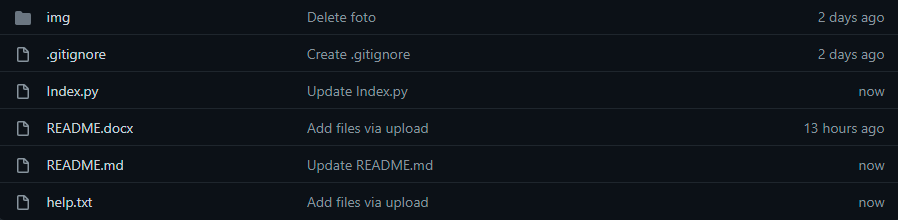 img Delete foto 2 days ago
.gitignore Create .gitignore 2 days ago
Index.py Update Index.py now
README.docx Add files via upload 13 hours ago
README.md Update README.md now
help.txt Add files via upload now